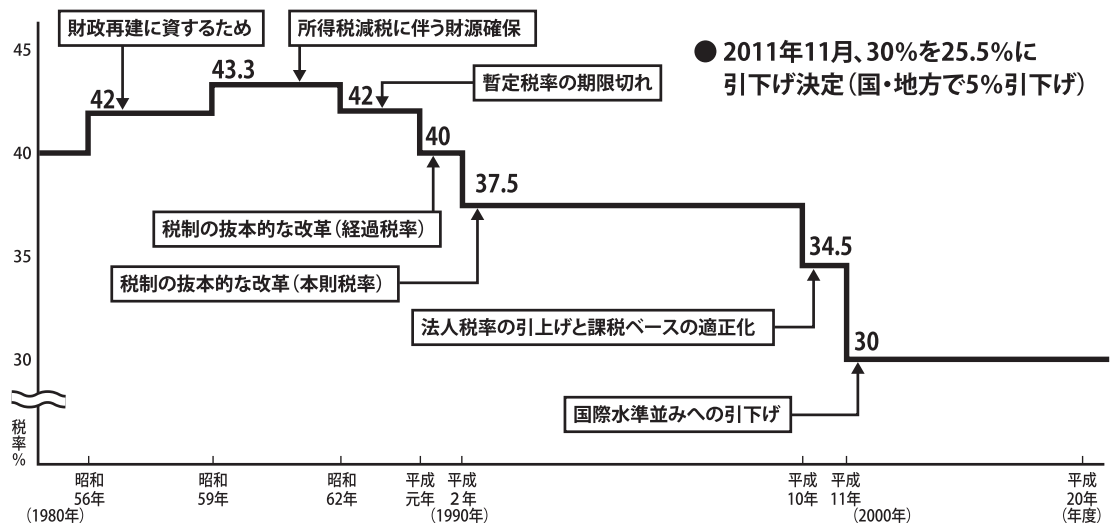 財政再建に資するため
所得税減税に伴う財源確保
● 2011年11月、30%を25.5%に
引下げ決定(国・地方で5%引下げ)
暫定税率の期限切れ
45
40
35
30
税率%
42
43.3
42
40
37.5
34.5
30
税制の抜本的な改革(経過税率)
税制の抜本的な改革(本則税率)
法人税率の引上げと課税ベースの適正化
国際水準並みへの引下げ
昭和
56年
(1980年)
昭和
59年
昭和
62年
平成
元年
平成
2年
(1990年)
平成
10年
平成
11年
(2000年)
平成
20年
(年度)